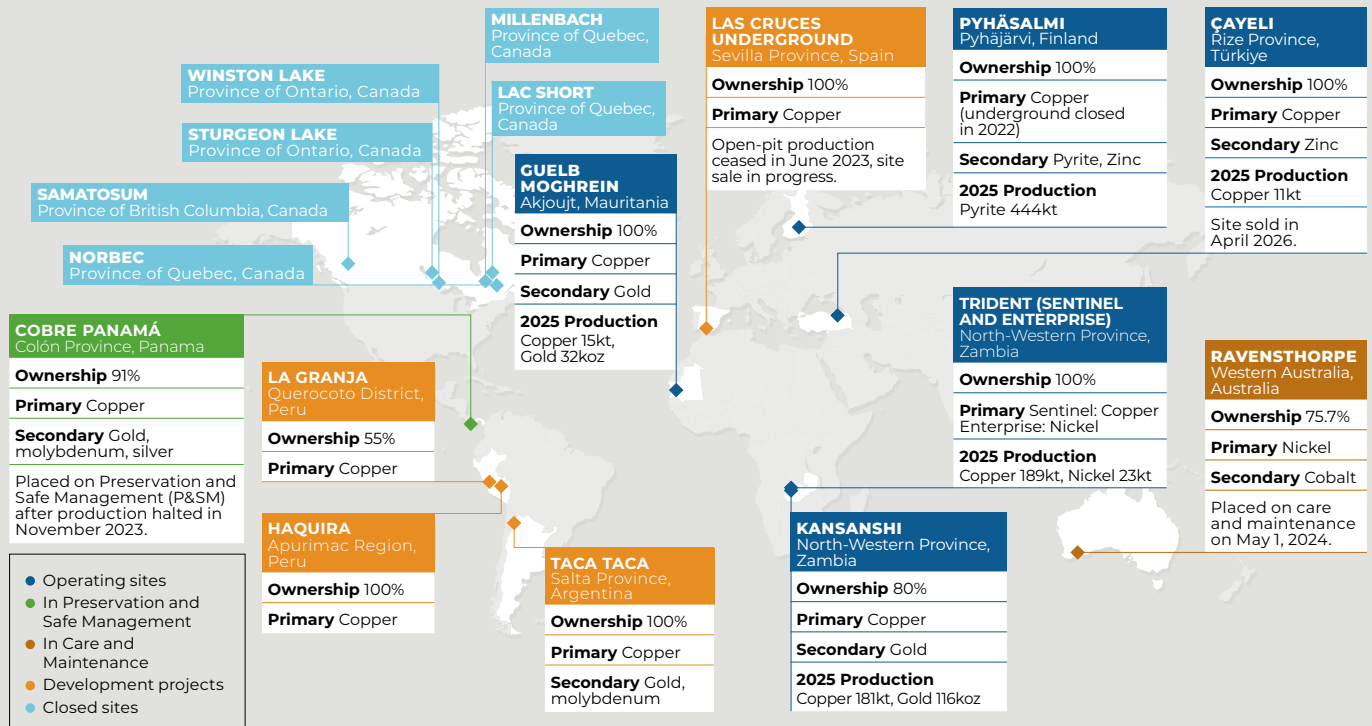 MILLENBACH
Province of Quebec,
Canada
WINSTON LAKE
Province of Ontario, Canada
LAC SHORT
Province of Quebec,
Canada
STURGEON LAKE
Province of Ontario, Canada
SAMATOSUM
Province of British Columbia, Canada
NORBEC
Province of Quebec, Canada
GUELB
MOGHREIN
Akjoujt, Mauritania
Ownership 100%
Primary Copper
Secondary Gold
2025 Production
Copper 15kt,
Gold 32koz
LAS CRUCES
UNDERGROUND
Sevilla Province, Spain
Ownership 100%
Primary Copper
Open-pit production
ceased in June 2023, site
sale in progress.
PYHÄSALMI
Pyhäjärvi, Finland
Ownership 100%
Primary Copper
(underground closed
in 2022)
Secondary Pyrite, Zinc
2025 Production
Pyrite 444kt
ÇAYELI
Rize Province,
Türkiye
Ownership 100%
Primary Copper
Secondary Zinc
2025 Production
Copper 11kt
Site sold in
April 2026.
COBRE PANAMÁ
Colón Province, Panama
Ownership 91%
Primary Copper
Secondary Gold,
molybdenum, silver
Placed on Preservation and
Safe Management (P&SM)
after production halted in
November 2023.
LA GRANJA
Querocoto District,
Peru
Ownership 55%
Primary Copper
HAQUIRA
Apurimac Region,
Peru
Ownership 100%
Primary Copper
TACA TACA
Salta Province,
Argentina
Ownership 100%
Primary Copper
Secondary Gold,
molybdenum
TRIDENT (SENTINEL
AND ENTERPRISE)
North-Western Province,
Zambia
Ownership 100%
Primary Sentinel: Copper
Enterprise: Nickel
2025 Production
Copper 189kt, Nickel 23kt
KANSANSHI
North-Western Province,
Zambia
Ownership 80%
Primary Copper
Secondary Gold
2025 Production
Copper 181kt, Gold 116koz
RAVENSTHORPE
Western Australia,
Australia
Ownership 75.7%
Primary Nickel
Secondary Cobalt
Placed on care
and maintenance
on May 1, 2024.
Operating sites
In Preservation and
Safe Management
In Care and
Maintenance
Development projects
Closed sites